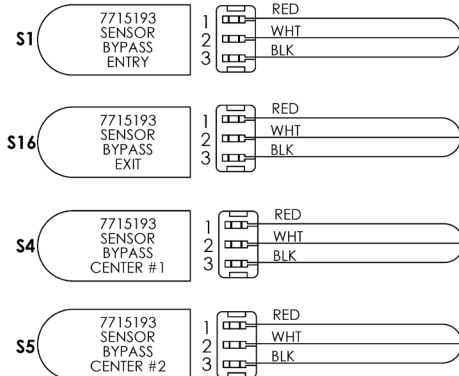 S1
7715193
SENSOR
BYPASS
ENTRY
1 RED
2 WHT
3 BLK
S16
7715193
SENSOR
BYPASS
EXIT
1 RED
2 WHT
3 BLK
S4
7715193
SENSOR
BYPASS
CENTER #1
1 RED
2 WHT
3 BLK
S5
7715193
SENSOR
BYPASS
CENTER #2
1 RED
2 WHT
3 BLK